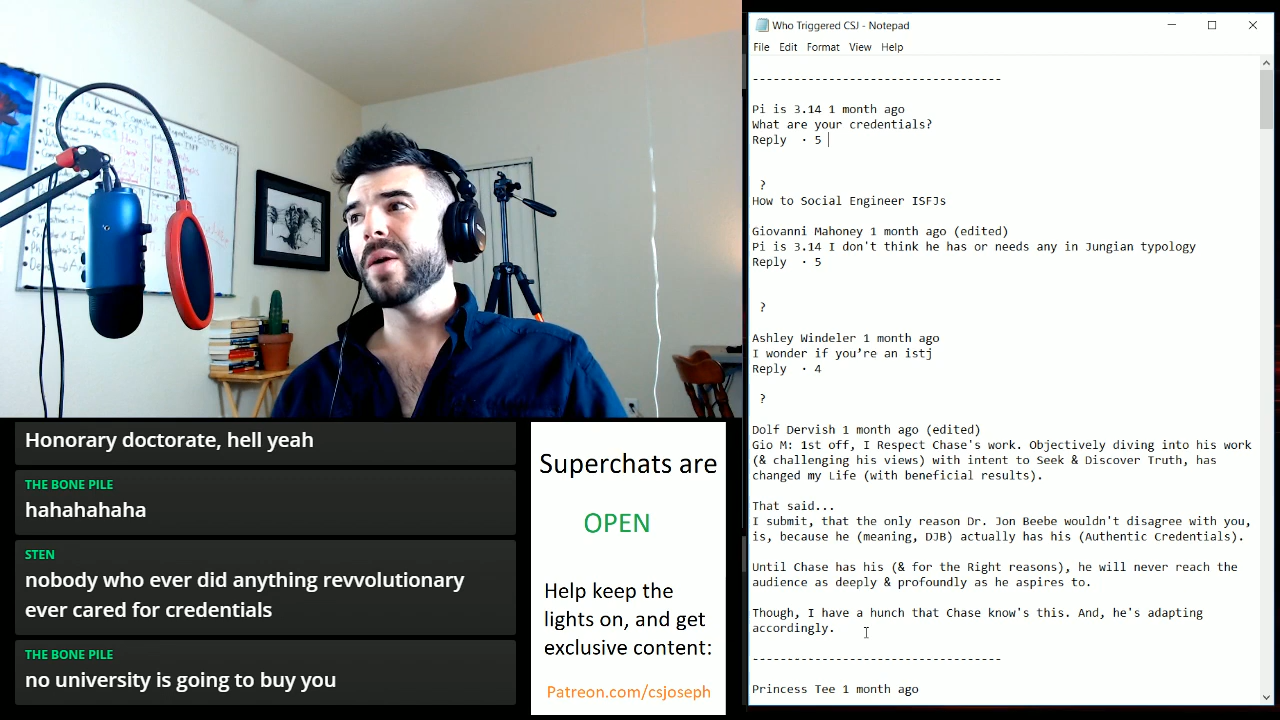 Who Triggered CSJ - Notepad
File Edit Format View Help
----------------------------------
Pi is 3.14 1 month ago
What are your credentials?
Reply · 5
?
How to Social Engineer ISFJs
Giovanni Mahoney 1 month ago (edited)
Pi is 3.14 I don't think he has or needs any in Jungian typology
Reply · 5
?
Ashley Windeler 1 month ago
I wonder if you’re an istj
Reply · 4
?
Dolf Dervish 1 month ago (edited)
Gio M: 1st off, I Respect Chase's work. Objectively diving into his work
(& challenging his views) with intent to Seek & Discover Truth, has
changed my Life (with beneficial results).
That said...
I submit, that the only reason Dr. Jon Beebe wouldn't disagree with you,
is, because he (meaning, DJB) actually has his (Authentic Credentials).
Until Chase has his (& for the Right reasons), he will never reach the
audience as deeply & profoundly as he aspires to.
Though, I have a hunch that Chase know's this. And, he's adapting
accordingly.
----------------------------------
Princess Tee 1 month ago
Honorary doctorate, hell yeah
THE BONE PILE
hahahahaha
STEN
nobody who ever did anything revvolutionary
ever cared for credentials
THE BONE PILE
no university is going to buy you
Superchats are
OPEN
Help keep the
lights on, and get
exclusive content:
Patreon.com/csjoseph